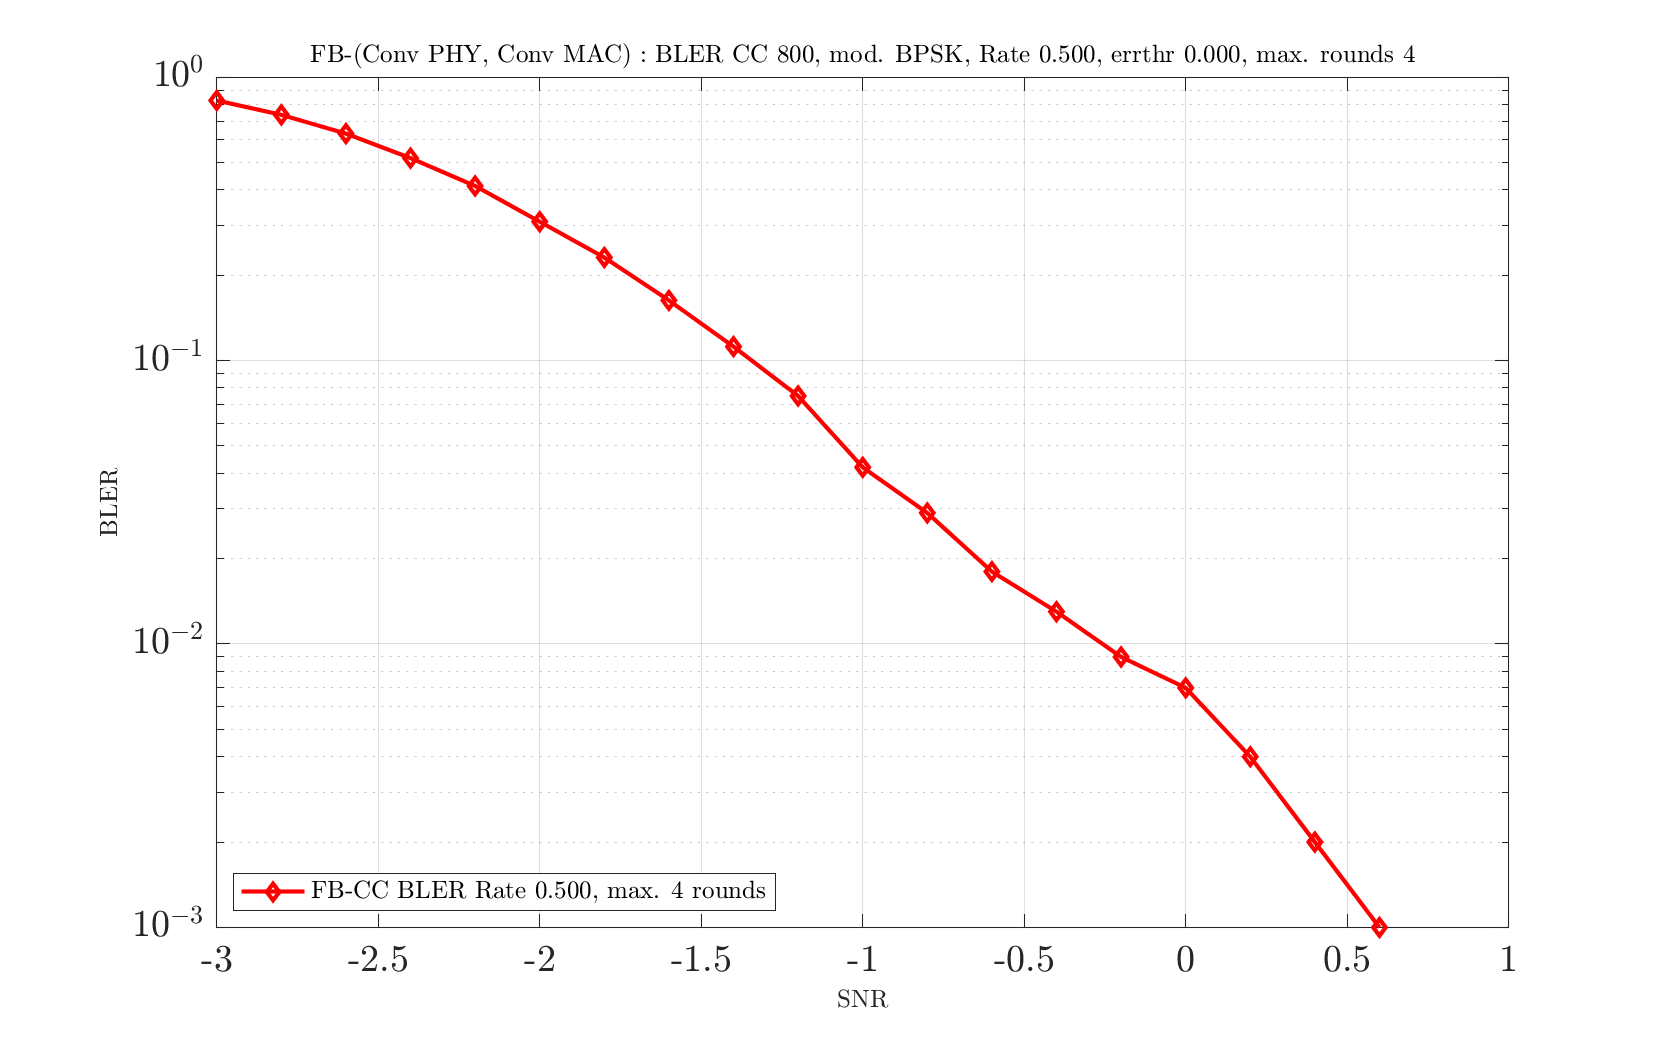 FB-(Conv PHY, Conv MAC) : BLER CC 800, mod. BPSK, Rate 0.500, errthr 0.000, max. rounds 4
10^0
10^-1
10^-2
10^-3
BLER
FB-CC BLER Rate 0.500, max. 4 rounds
-3 -2.5 -2 -1.5 -1 -0.5 0 0.5 1
SNR